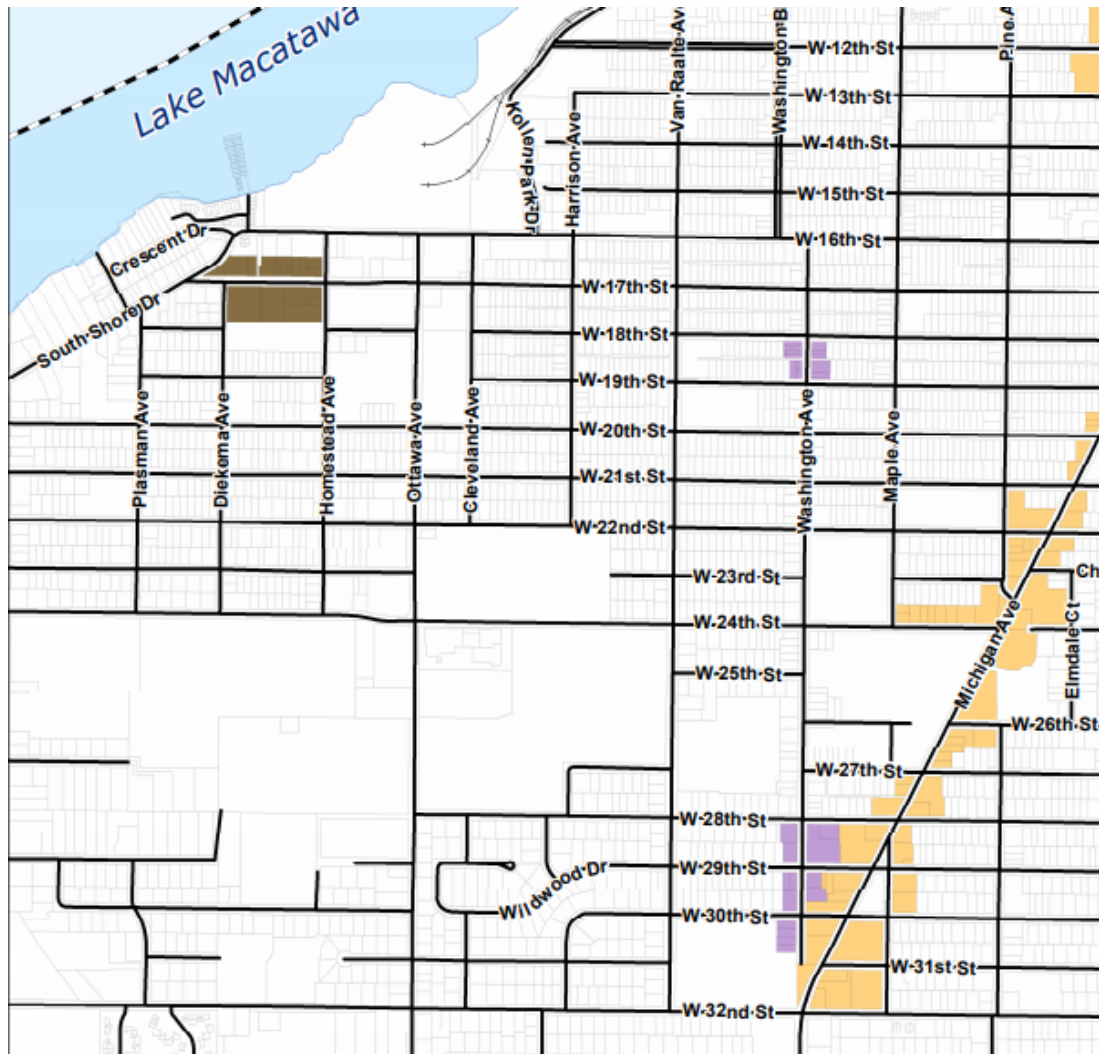 Lake Macatawa
Van Raalte Av
Washington B
Pine A
W 12th St
W 13th St
W 14th St
W 15th St
W 16th St
Kollen Park Dr
Harrison Ave
Crescent Dr
South Shore Dr
W 17th St
W 18th St
W 19th St
W 20th St
W 21st St
W 22nd St
Plasman Ave
Diekema Ave
Homestead Ave
Ottawa Ave
Cleveland Ave
Washington Ave
Maple Ave
W 23rd St
Ch
W 24th St
Michigan Ave
Elmdale Ct
W 25th St
W 26th St
W 27th St
W 28th St
W 29th St
Wildwood Dr
W 30th St
W 31st St
W 32nd St